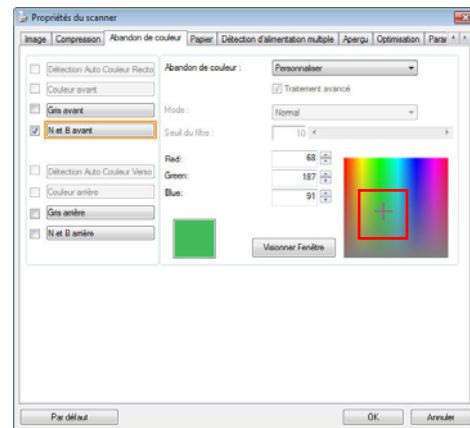 Propriétés du scanner
Image Compression Abandon de couleur Papier Détection d'alimentation multiple Aperçu Optimisation Parar
Détection Auto Couleur Recto
Couleur avant
Gris avant
N et B avant
Détection Auto Couleur Verso
Couleur arrière
Gris arrière
N et B arrière
Abandon de couleur : Personnaliser
Traitement avancé
Mode : Normal
Seuil du filtre : 10
Red: 68
Green: 187
Blue: 91
Visionner Fenêtre
Par défaut OK Annuler